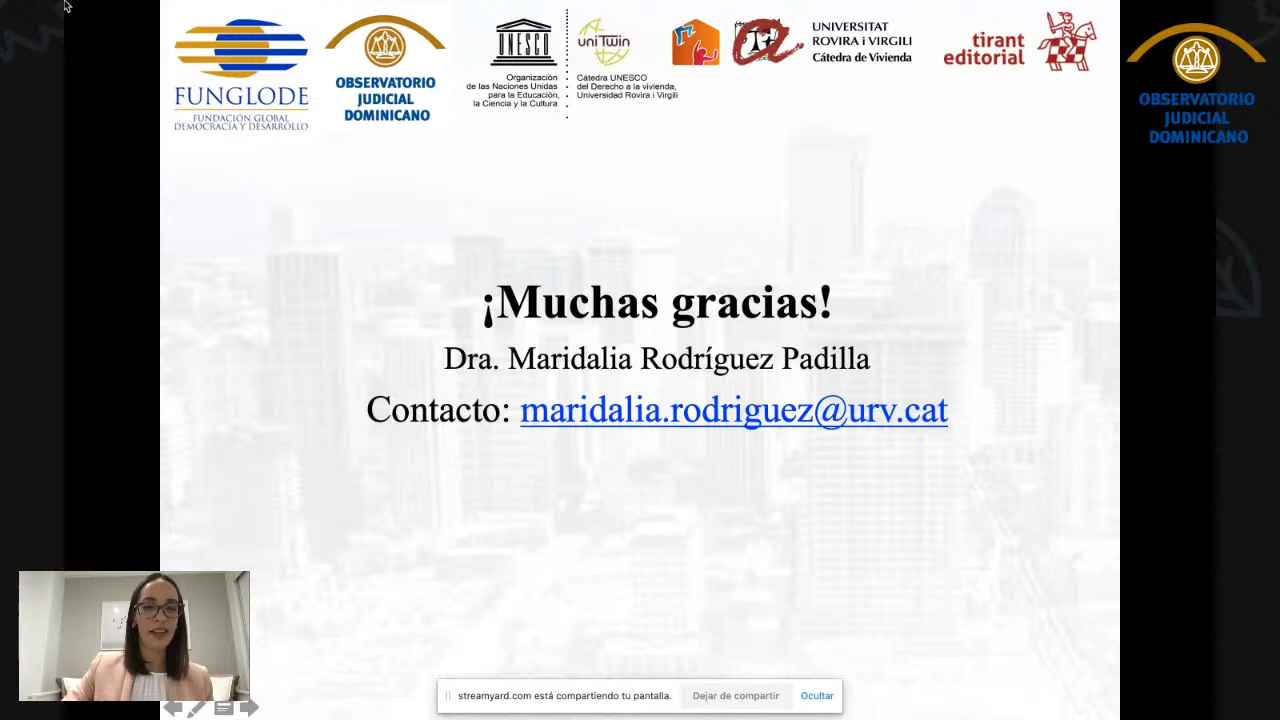 FUNGLODE
FUNDACIÓN GLOBAL
DEMOCRACIA Y DESARROLLO
OBSERVATORIO
JUDICIAL
DOMINICANO
UNESCO
Organización
de las Naciones Unidas
para la Educación,
la Ciencia y la Cultura
uniTwin
Cátedra UNESCO
del Derecho a la vivienda,
Universidad Rovira i Virgili
UNIVERSITAT
ROVIRA i VIRGILI
Cátedra de Vivienda
tirant
editorial
OBSERVATORIO
JUDICIAL
DOMINICANO
¡Muchas gracias!
Dra. Maridalia Rodríguez Padilla
Contacto: maridalia.rodriguez@urv.cat
streamyard.com está compartiendo tu pantalla.
Dejar de compartir
Ocultar